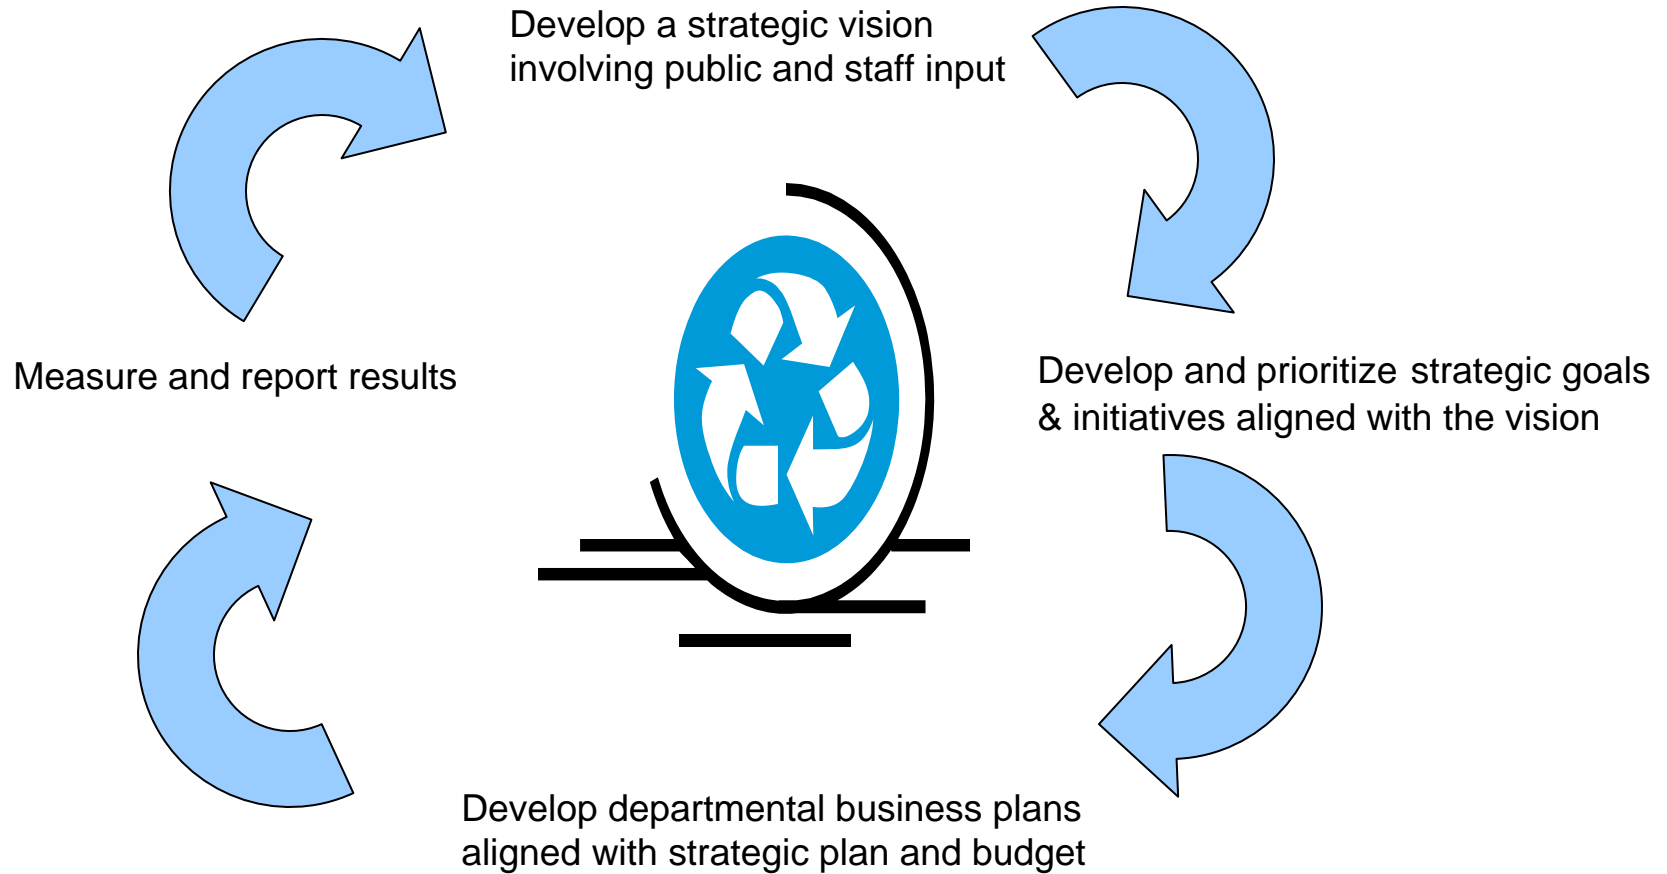 Develop a strategic vision
involving public and staff input
Develop and prioritize strategic goals
& initiatives aligned with the vision
Develop departmental business plans
aligned with strategic plan and budget
Measure and report results